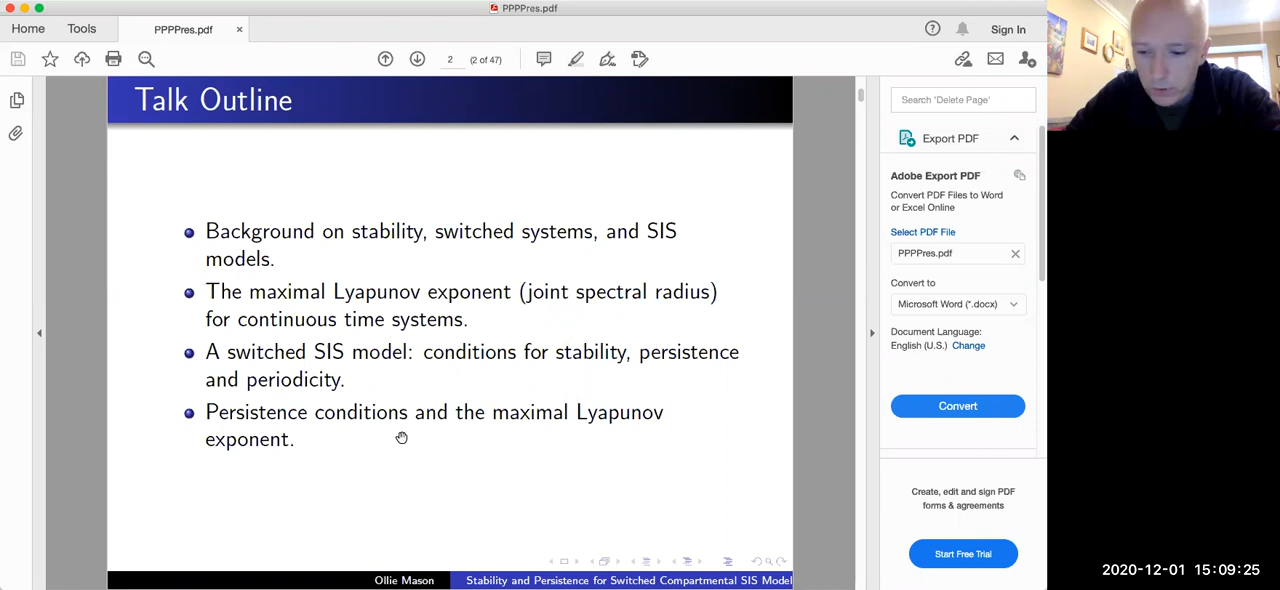 PPPPres.pdf
Home Tools PPPPres.pdf × Sign In
2 (2 of 47)
Talk Outline
Background on stability, switched systems, and SIS
models.
The maximal Lyapunov exponent (joint spectral radius)
for continuous time systems.
A switched SIS model: conditions for stability, persistence
and periodicity.
Persistence conditions and the maximal Lyapunov
exponent.
Ollie Mason Stability and Persistence for Switched Compartmental SIS Model
Search 'Delete Page'
Export PDF
Adobe Export PDF
Convert PDF Files to Word
or Excel Online
Select PDF File
PPPPres.pdf
Convert to
Microsoft Word (*.docx)
Document Language:
English (U.S.) Change
Convert
Create, edit and sign PDF
forms & agreements
Start Free Trial
2020-12-01 15:09:25